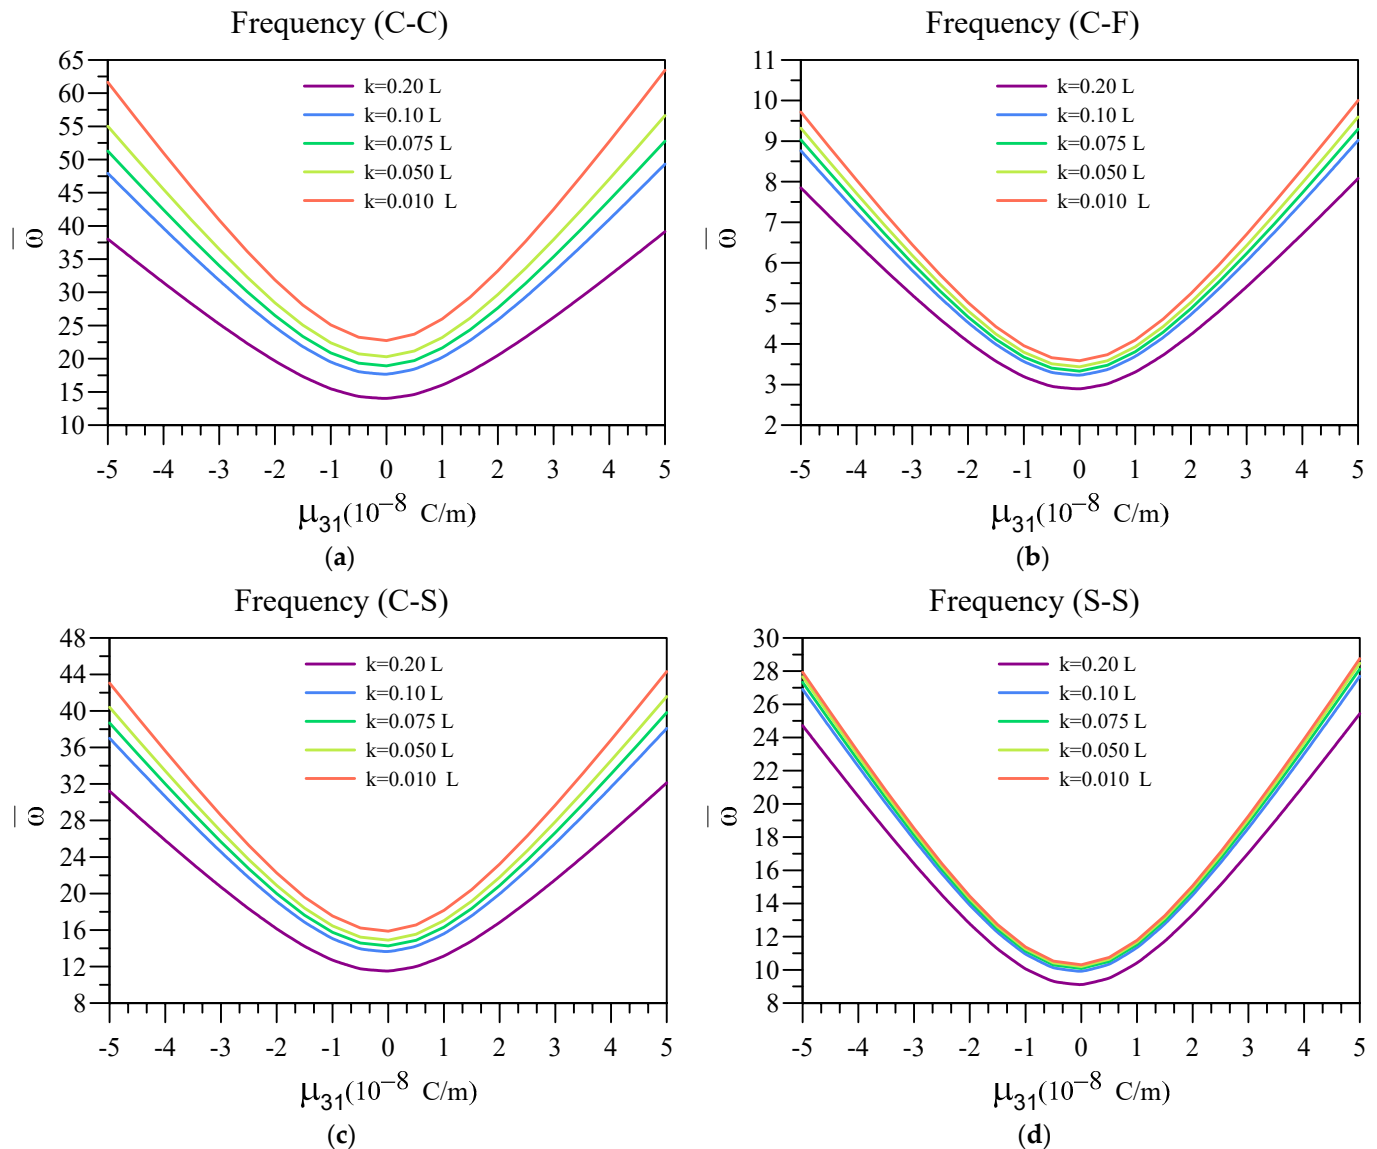 Frequency (C-C)
65
60
55
50
45
40
35
30
25
20
15
10
ω̅
k=0.20 L
k=0.10 L
k=0.075 L
k=0.050 L
k=0.010 L
-5 -4 -3 -2 -1 0 1 2 3 4 5
μ₃₁(10⁻⁸ C/m)
(a)
Frequency (C-F)
11
10
9
8
7
6
5
4
3
2
ω̅
k=0.20 L
k=0.10 L
k=0.075 L
k=0.050 L
k=0.010 L
-5 -4 -3 -2 -1 0 1 2 3 4 5
μ₃₁(10⁻⁸ C/m)
(b)
Frequency (C-S)
48
44
40
36
32
28
24
20
16
12
8
ω̅
k=0.20 L
k=0.10 L
k=0.075 L
k=0.050 L
k=0.010 L
-5 -4 -3 -2 -1 0 1 2 3 4 5
μ₃₁(10⁻⁸ C/m)
(c)
Frequency (S-S)
30
28
26
24
22
20
18
16
14
12
10
8
ω̅
k=0.20 L
k=0.10 L
k=0.075 L
k=0.050 L
k=0.010 L
-5 -4 -3 -2 -1 0 1 2 3 4 5
μ₃₁(10⁻⁸ C/m)
(d)